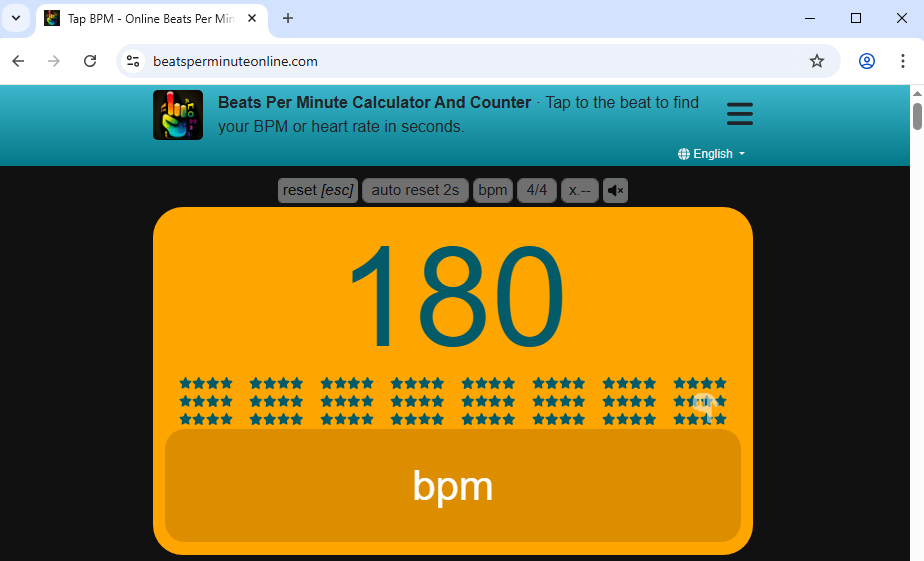 Tap BPM - Online Beats Per Min
beatsperminuteonline.com
Beats Per Minute Calculator And Counter · Tap to the beat to find
your BPM or heart rate in seconds.
English
reset [esc] auto reset 2s bpm 4/4 x.--
180
bpm